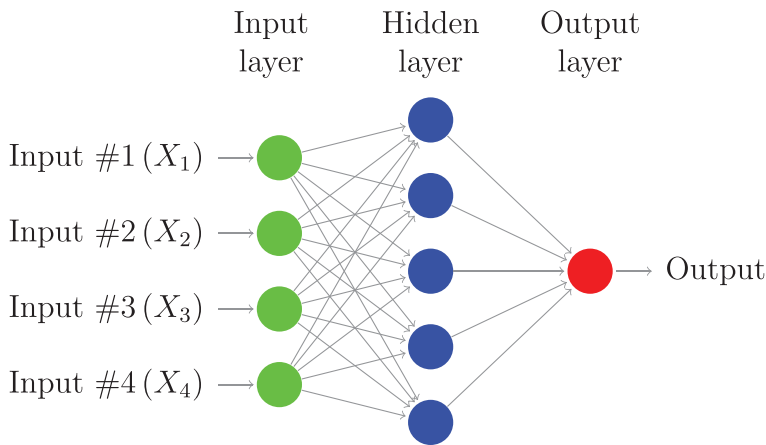 Input
layer
Hidden
layer
Output
layer
Input #1 (X₁)
Input #2 (X₂)
Input #3 (X₃)
Input #4 (X₄)
Output